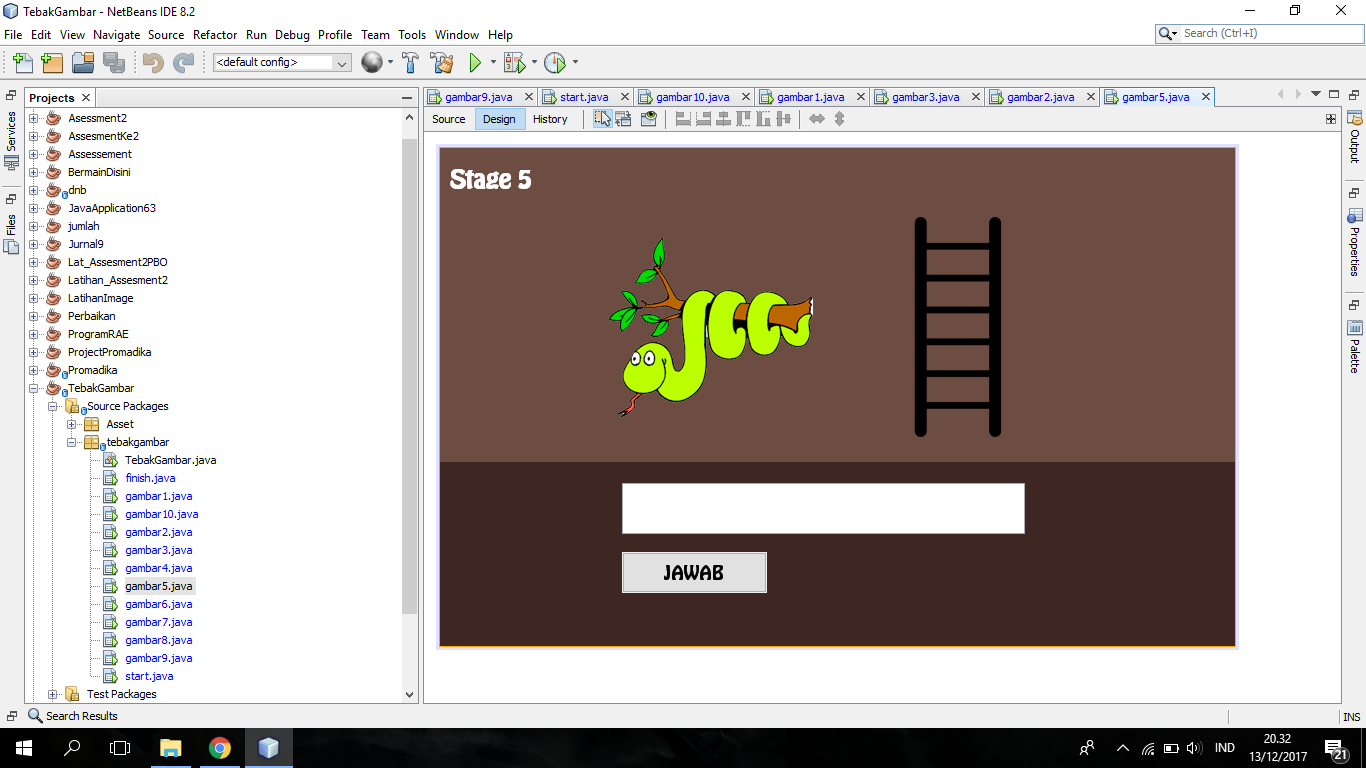 TebakGambar - NetBeans IDE 8.2
File Edit View Navigate Source Refactor Run Debug Profile Team Tools Window Help
Search (Ctrl+I)
<default config>
Projects
Services
Files
Asessment2
AssesmentKe2
Assessement
BermainDisini
dnb
JavaApplication63
jumlah
Jurnal9
Lat_Assesment2PBO
Latihan_Assesment2
LatihanImage
Perbaikan
ProgramRAE
ProjectPromadika
Promadika
TebakGambar
Source Packages
Asset
tebakgambar
TebakGambar.java
finish.java
gambar1.java
gambar10.java
gambar2.java
gambar3.java
gambar4.java
gambar5.java
gambar6.java
gambar7.java
gambar8.java
gambar9.java
start.java
Test Packages
gambar9.java start.java gambar10.java gambar1.java gambar3.java gambar2.java gambar5.java
Source Design History
Stage 5
JAWAB
Output
Properties
Palette
Search Results
INS
IND
20.32
13/12/2017
21